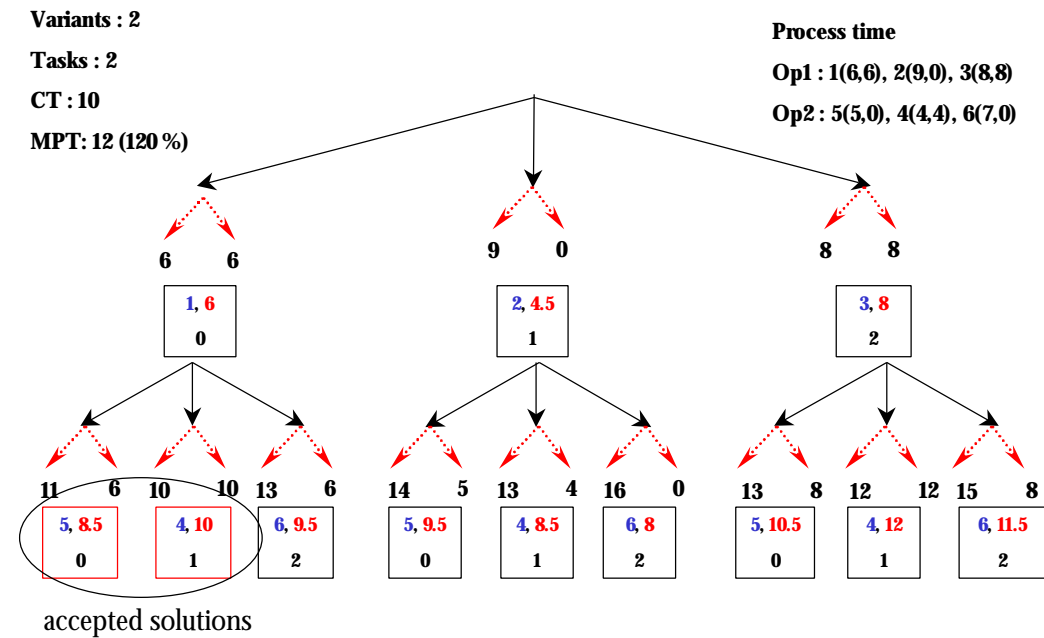 Variants : 2
Tasks : 2
CT : 10
MPT: 12 (120 %)
Process time
Op1 : 1(6,6), 2(9,0), 3(8,8)
Op2 : 5(5,0), 4(4,4), 6(7,0)
6 6 9 0 8 8
1, 6 2, 4.5 3, 8
0 1 2
11 6 10 10 13 6 14 5 13 4 16 0 13 8 12 12 15 8
5, 8.5 4, 10 6, 9.5 5, 9.5 4, 8.5 6, 8 5, 10.5 4, 12 6, 11.5
0 1 2 0 1 2 0 1 2
accepted solutions